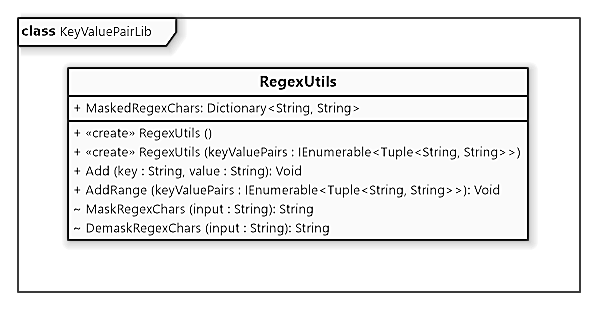 class KeyValuePairLib
RegexUtils
+ MaskedRegexChars: Dictionary<String, String>
+ «create» RegexUtils ()
+ «create» RegexUtils (keyValuePairs : IEnumerable<Tuple<String, String>>)
+ Add (key : String, value : String): Void
+ AddRange (keyValuePairs : IEnumerable<Tuple<String, String>>): Void
~ MaskRegexChars (input : String): String
~ DemaskRegexChars (input : String): String